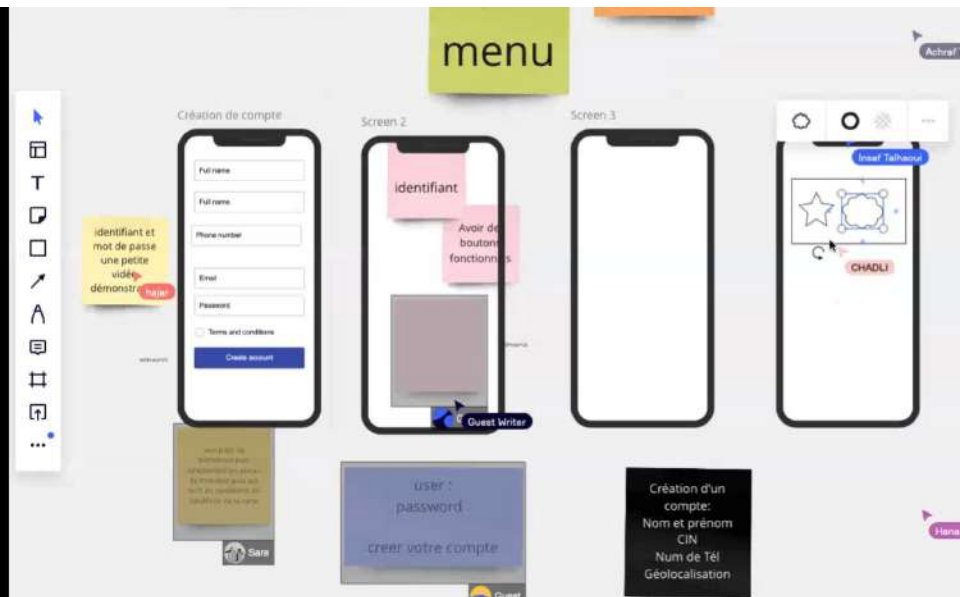 menu
Achraf
Création de compte
Screen 2
Screen 3
Insaf Talhaoui
Full name
Full name
Phone number
Email
Password
Terms and conditions
Create account
identifiant
Avoir de
boutons
fonctionn
identifiant et
mot de passe
une petite
vidéo
démonstra
hajar
CHADLI
Guest Writer
Sara
user :
password
creer votre compte
Guest
Création d'un
compte:
Nom et prénom
CIN
Num de Tél
Géolocalisation
Hana